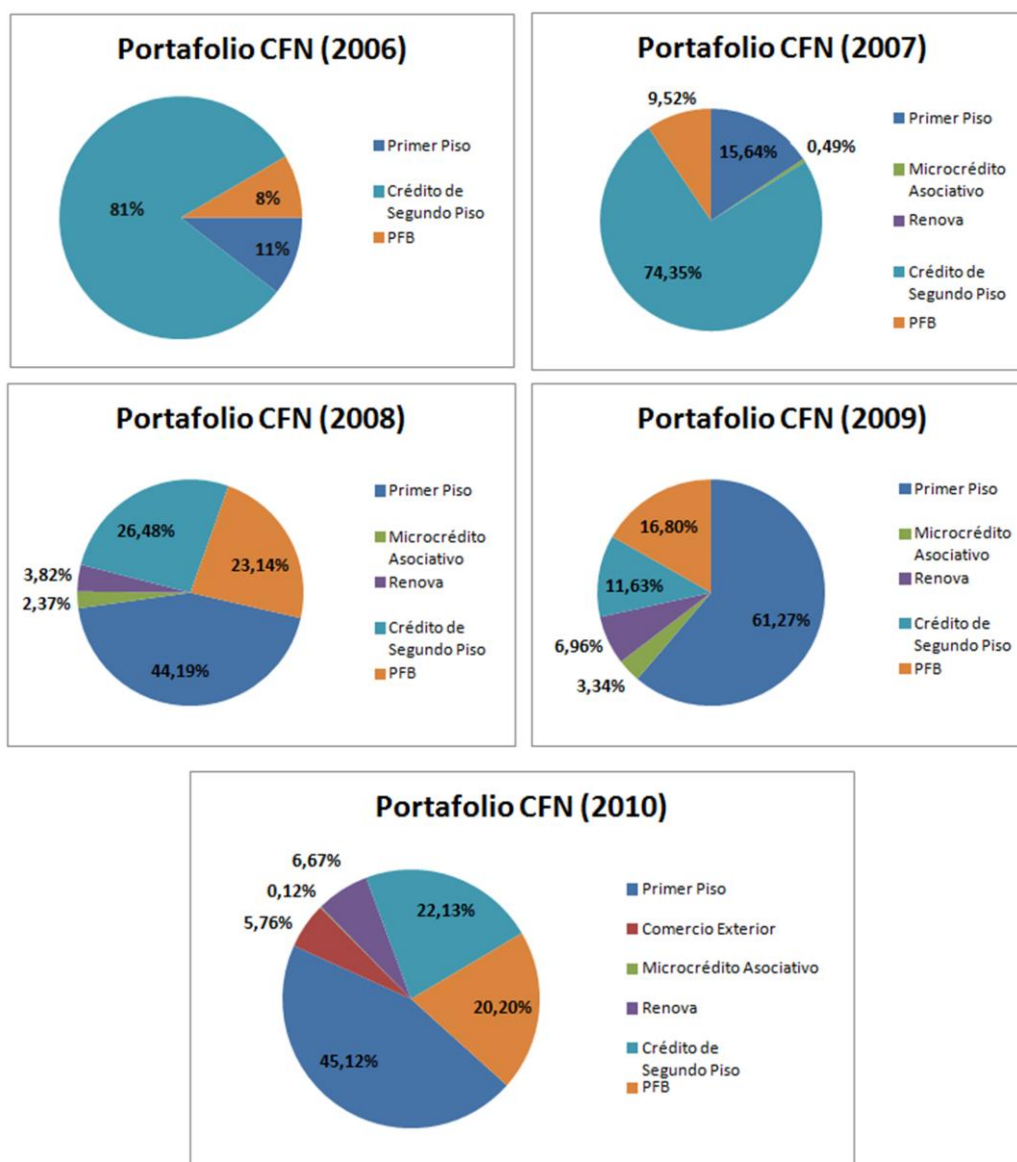 Portafolio CFN (2006)
81%
8%
11%
Primer Piso
Crédito de
Segundo Piso
PFB
Portafolio CFN (2007)
9,52%
15,64%
0,49%
74,35%
Primer Piso
Microcrédito
Asociativo
Renova
Crédito de
Segundo Piso
PFB
Portafolio CFN (2008)
26,48%
23,14%
3,82%
2,37%
44,19%
Primer Piso
Microcrédito
Asociativo
Renova
Crédito de
Segundo Piso
PFB
Portafolio CFN (2009)
16,80%
11,63%
61,27%
6,96%
3,34%
Primer Piso
Microcrédito
Asociativo
Renova
Crédito de
Segundo Piso
PFB
Portafolio CFN (2010)
6,67%
0,12%
5,76%
22,13%
20,20%
45,12%
Primer Piso
Comercio Exterior
Microcrédito Asociativo
Renova
Crédito de
Segundo Piso
PFB